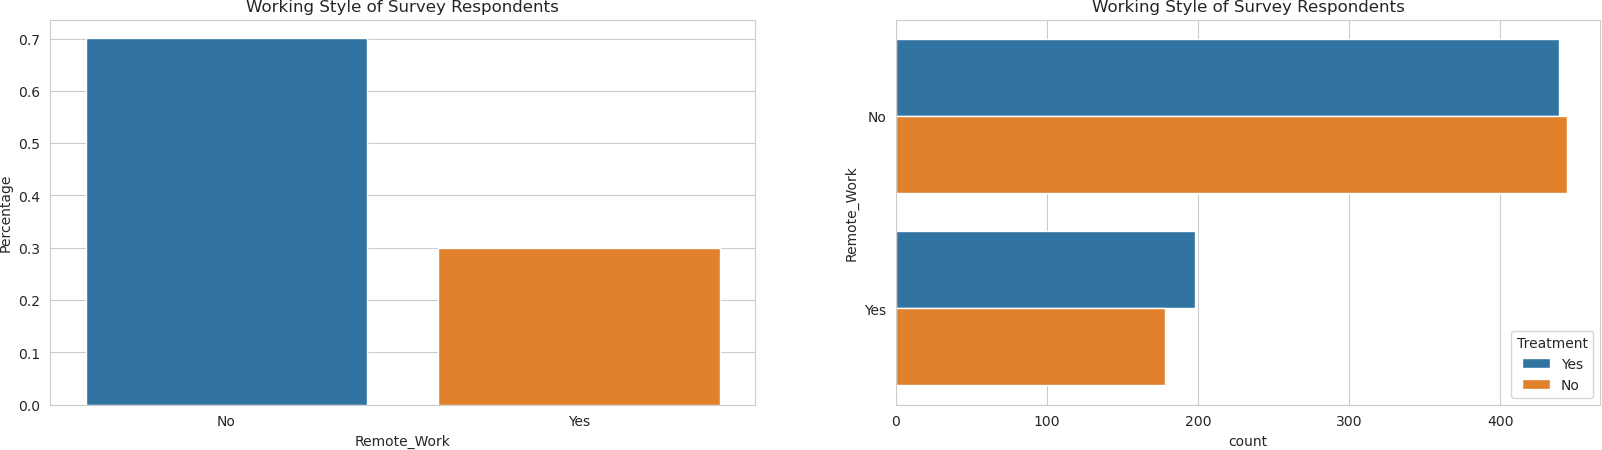 Working Style of Survey Respondents
Percentage
0.7
0.6
0.5
0.4
0.3
0.2
0.1
0.0
No
Yes
Remote_Work
Working Style of Survey Respondents
Remote_Work
No
Yes
0
100
200
300
400
count
Treatment
Yes
No